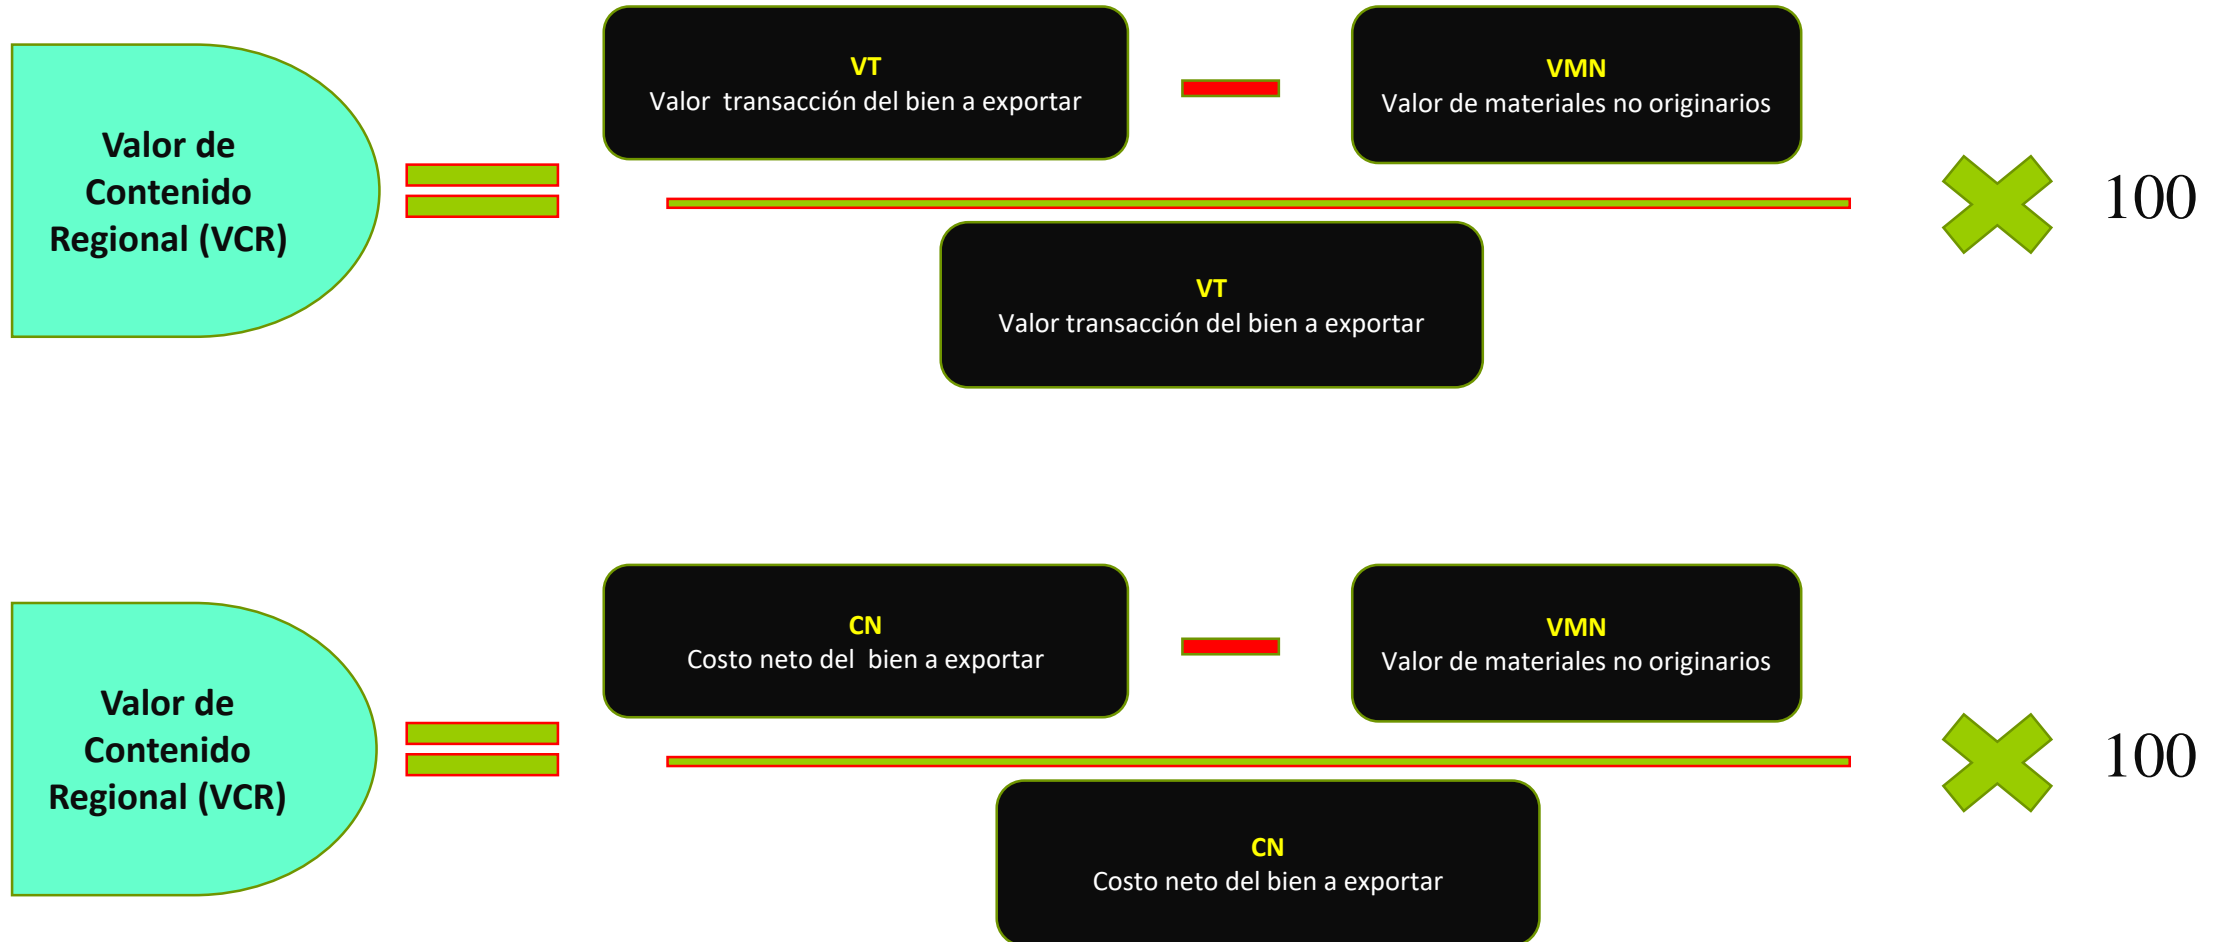 Valor de
Contenido
Regional (VCR)
VT
Valor transacción del bien a exportar
VMN
Valor de materiales no originarios
VT
Valor transacción del bien a exportar
100
Valor de
Contenido
Regional (VCR)
CN
Costo neto del bien a exportar
VMN
Valor de materiales no originarios
CN
Costo neto del bien a exportar
100